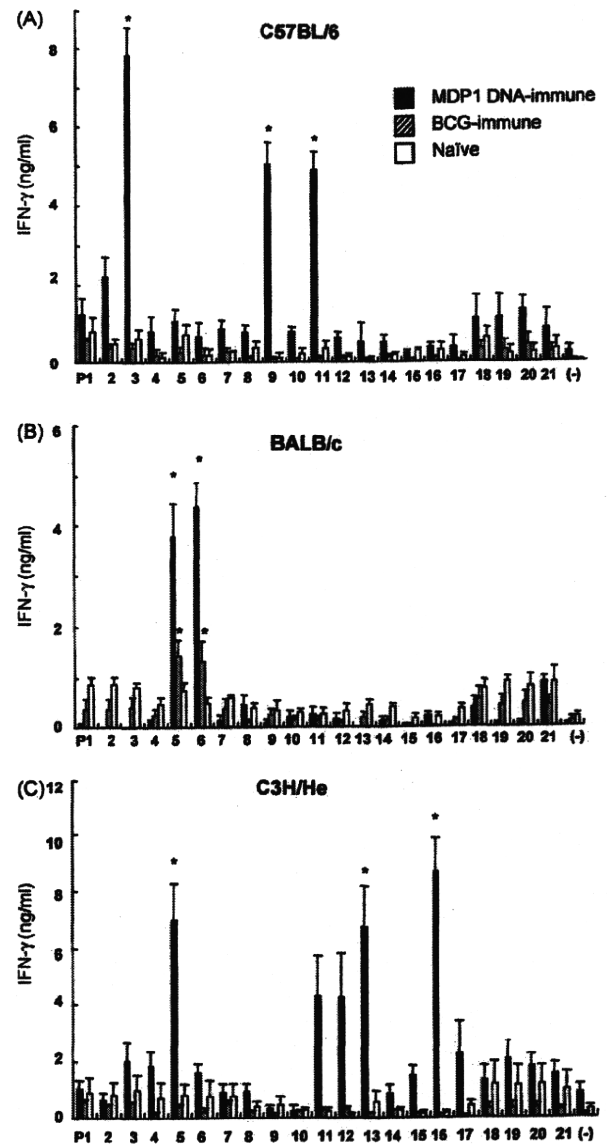 (A)
C57BL/6
8
6
4
2
0
IFN-γ (ng/ml)
MDP1 DNA-immune
BCG-immune
Naïve
* * *
P1 2 3 4 5 6 7 8 9 10 11 12 13 14 15 16 17 18 19 20 21 (-)
(B)
BALB/c
6
4
2
0
IFN-γ (ng/ml)
* *
* *
P1 2 3 4 5 6 7 8 9 10 11 12 13 14 15 16 17 18 19 20 21 (-)
(C)
C3H/He
12
10
8
6
4
2
0
IFN-γ (ng/ml)
* * *
P1 2 3 4 5 6 7 8 9 10 11 12 13 14 15 16 17 18 19 20 21 (-)